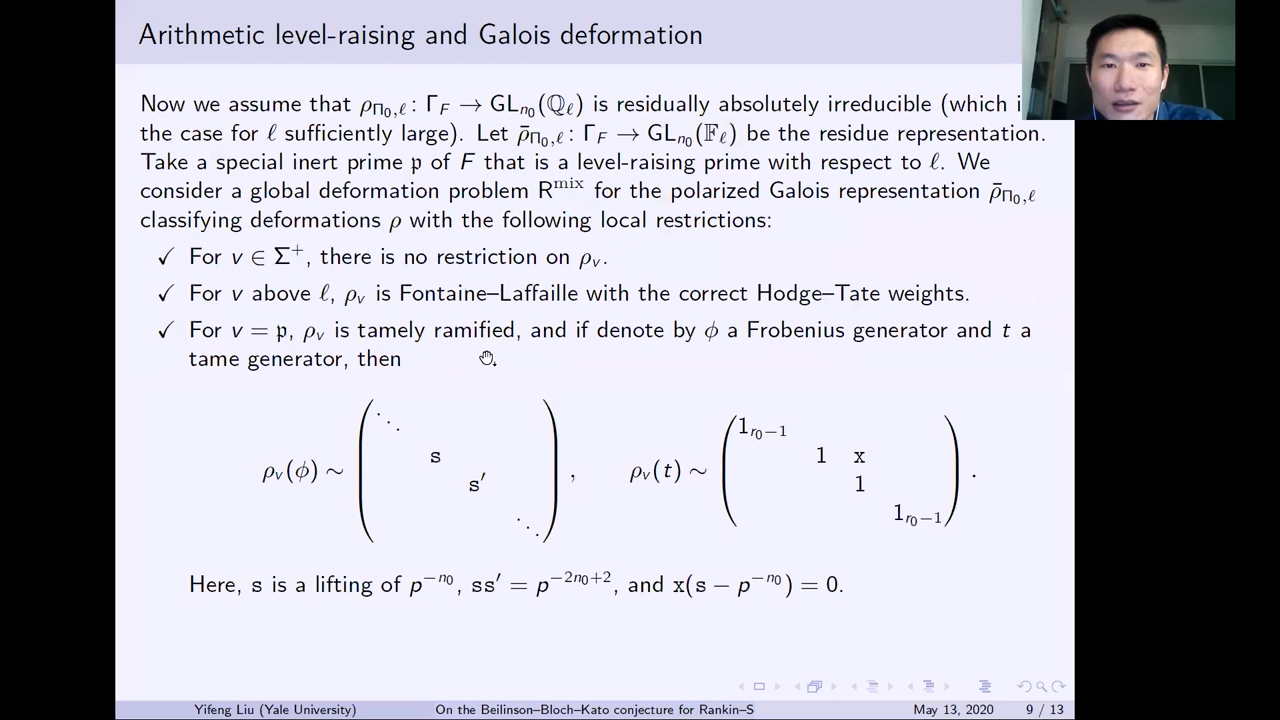 Arithmetic level-raising and Galois deformation
Now we assume that ρ_{Π₀,ℓ}: Γ_F → GL_{n₀}(ℚ_ℓ) is residually absolutely irreducible (which i
the case for ℓ sufficiently large). Let ρ̄_{Π₀,ℓ}: Γ_F → GL_{n₀}(𝔽_ℓ) be the residue representation.
Take a special inert prime 𝔭 of F that is a level-raising prime with respect to ℓ. We
consider a global deformation problem R^{mix} for the polarized Galois representation ρ̄_{Π₀,ℓ}
classifying deformations ρ with the following local restrictions:
✓ For v ∈ Σ⁺, there is no restriction on ρ_v.
✓ For v above ℓ, ρ_v is Fontaine–Laffaille with the correct Hodge–Tate weights.
✓ For v = 𝔭, ρ_v is tamely ramified, and if denote by ϕ a Frobenius generator and t a
tame generator, then
ρ_v(ϕ) ∼ ( ⋱ s s′ ⋱ ), ρ_v(t) ∼ ( 1_{r₀−1} 1 x 1 1_{r₀−1} ).
Here, s is a lifting of p^{−n₀}, ss′ = p^{−2n₀+2}, and x(s − p^{−n₀}) = 0.
Yifeng Liu (Yale University) On the Beilinson–Bloch–Kato conjecture for Rankin–S May 13, 2020 9 / 13